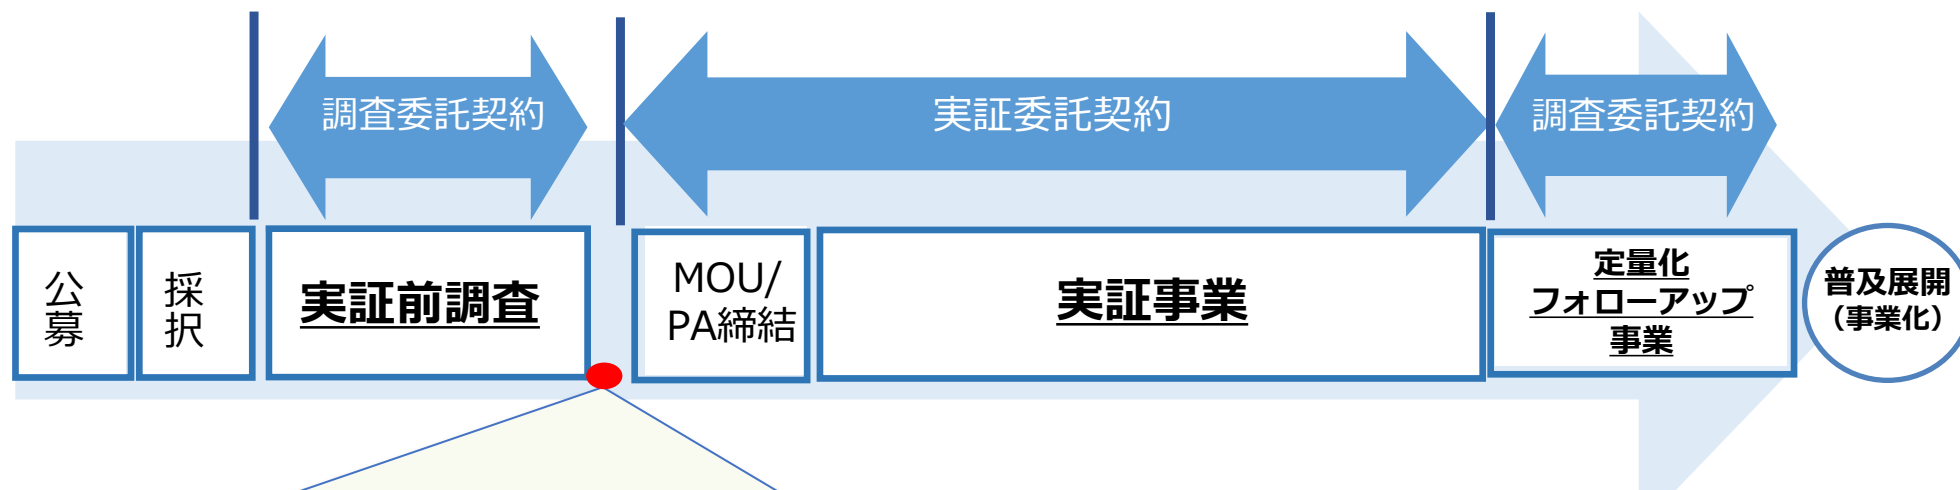 調査委託契約
実証委託契約
調査委託契約
公
募
採
択
実証前調査
MOU/
PA締結
実証事業
定量化
フォローアップ
事業
普及展開
（事業化）